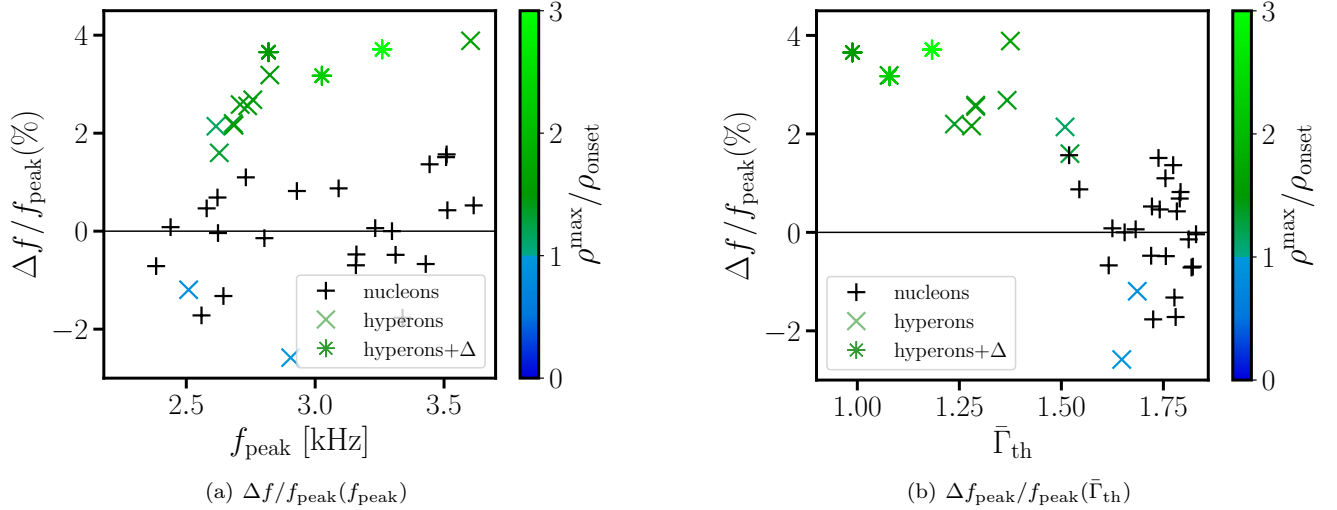 4
2
0
−2
Δf/f_peak(%)
2.5 3.0 3.5
f_peak [kHz]
nucleons
hyperons
hyperons+Δ
3
2
1
0
ρ^max/ρ_onset
(a) Δf/f_peak(f_peak)
4
2
0
−2
Δf/f_peak(%)
1.00 1.25 1.50 1.75
Γ̄_th
nucleons
hyperons
hyperons+Δ
3
2
1
0
ρ^max/ρ_onset
(b) Δf_peak/f_peak(Γ̄_th)